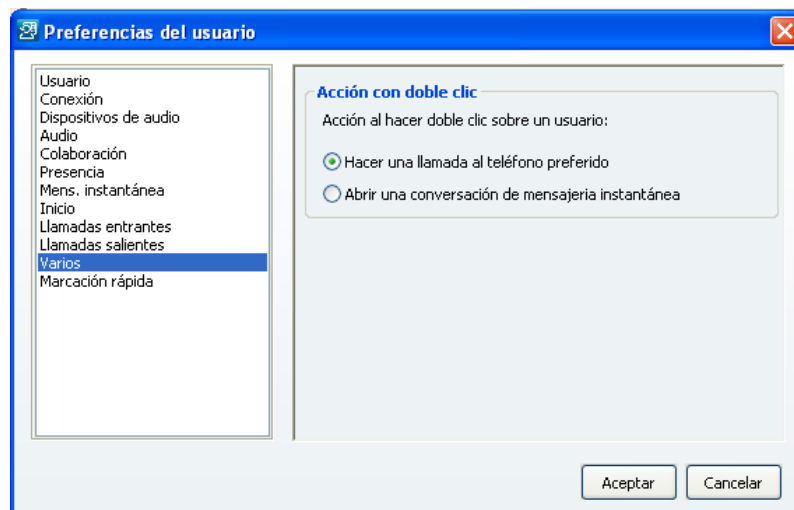 Preferencias del usuario
Usuario
Conexión
Dispositivos de audio
Audio
Colaboración
Presencia
Mens. instantánea
Inicio
Llamadas entrantes
Llamadas salientes
Varios
Marcación rápida
Acción con doble clic
Acción al hacer doble clic sobre un usuario:
Hacer una llamada al teléfono preferido
Abrir una conversación de mensajeria instantánea
Aceptar
Cancelar